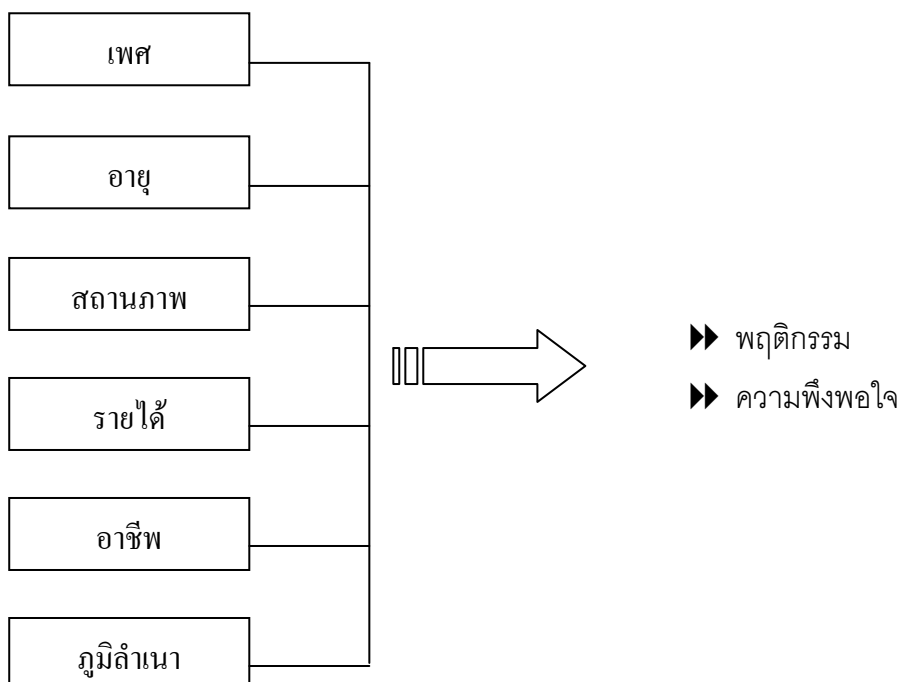 เพศ
อายุ
สถานภาพ
รายได้
อาชีพ
ภูมิลำเนา
พฤติกรรม
ความพึงพอใจ